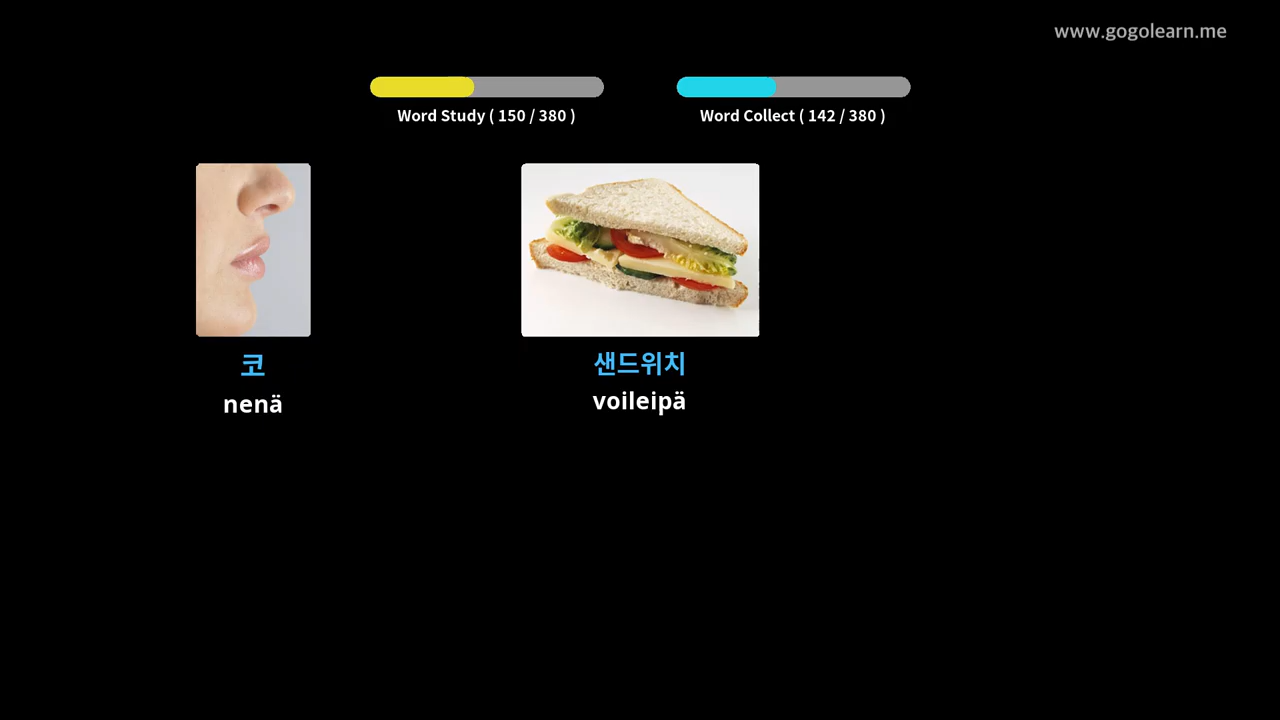 www.gogolearn.me
Word Study ( 150 / 380 )
Word Collect ( 142 / 380 )
코
nenä
샌드위치
voileipä